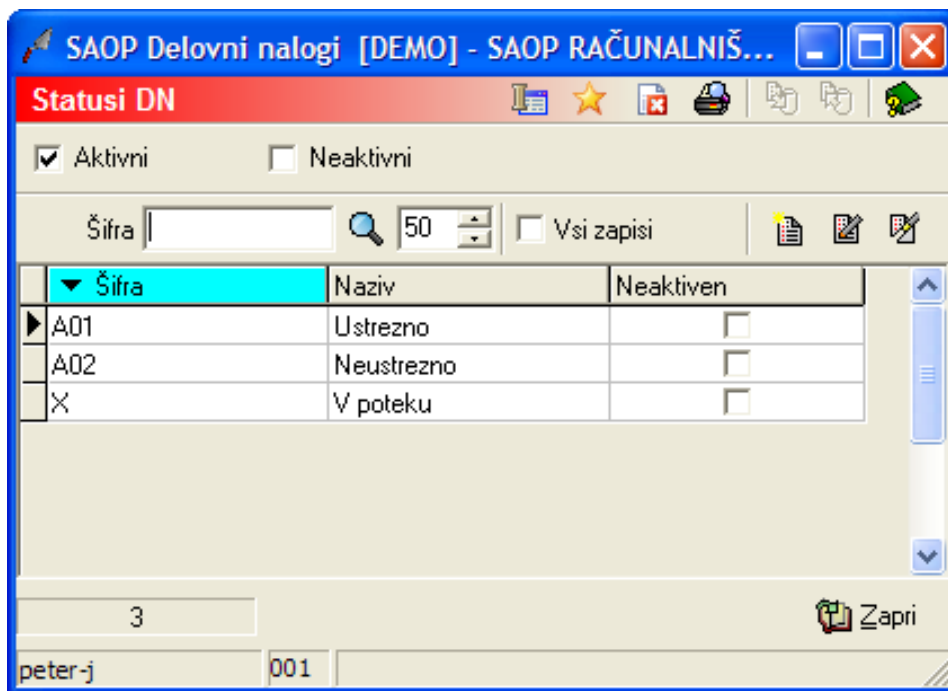 SAOP Delovni nalogi [DEMO] - SAOP RAČUNALNIŠ...
Statusi DN
Aktivni Neaktivni
Šifra 50 Vsi zapisi
Šifra Naziv Neaktiven
A01 Ustrezno
A02 Neustrezno
X V poteku
3 Zapri
peter-j 001